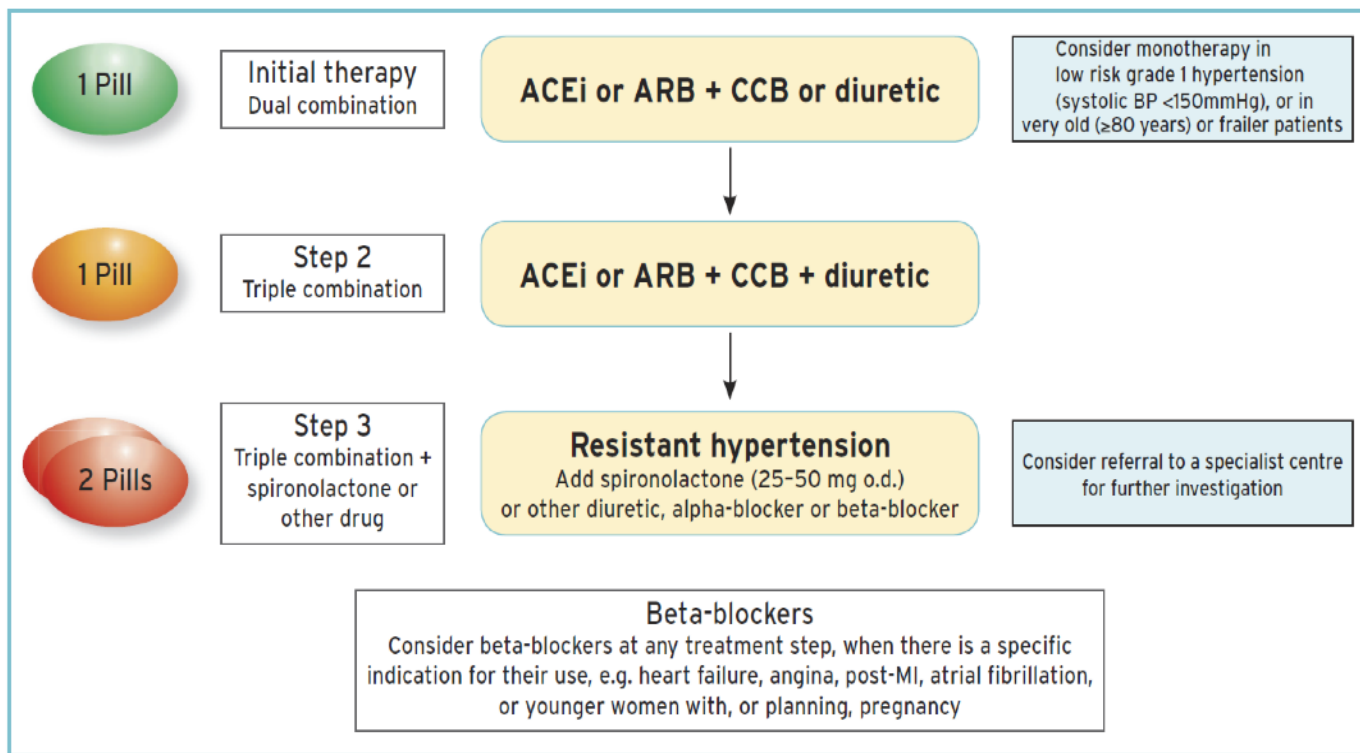 1 Pill
Initial therapy
Dual combination
ACEi or ARB + CCB or diuretic
Consider monotherapy in
low risk grade 1 hypertension
(systolic BP <150mmHg), or in
very old (≥80 years) or frailer patients
1 Pill
Step 2
Triple combination
ACEi or ARB + CCB + diuretic
2 Pills
Step 3
Triple combination +
spironolactone or
other drug
Resistant hypertension
Add spironolactone (25–50 mg o.d.)
or other diuretic, alpha-blocker or beta-blocker
Consider referral to a specialist centre
for further investigation
Beta-blockers
Consider beta-blockers at any treatment step, when there is a specific
indication for their use, e.g. heart failure, angina, post-MI, atrial fibrillation,
or younger women with, or planning, pregnancy